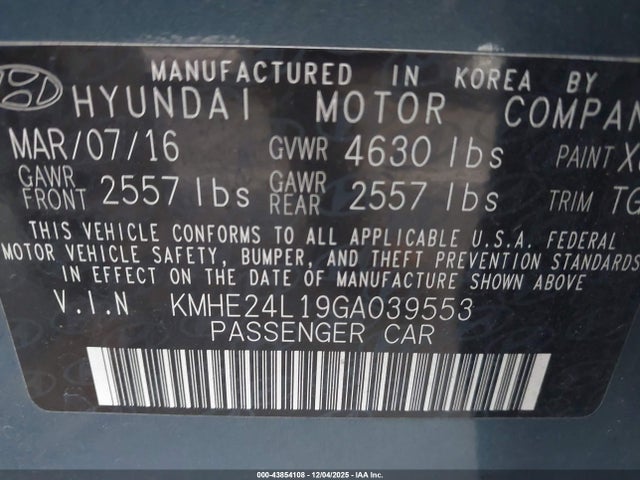 MANUFACTURED IN KOREA BY
HYUNDAI MOTOR COMPAN
MAR/07/16 GVWR 4630 lbs PAINT
GAWR FRONT 2557 lbs GAWR REAR 2557 lbs TRIM TG
THIS VEHICLE CONFORMS TO ALL APPLICABLE U.S.A. FEDERAL
MOTOR VEHICLE SAFETY, BUMPER, AND THEFT PREVENTION STANDARDS
IN EFFECT ON THE DATE OF MANUFACTURE SHOWN ABOVE
V.I.N KMHE24L19GA039553
PASSENGER CAR
000-43854108 - 12/04/2025 - IAA Inc.